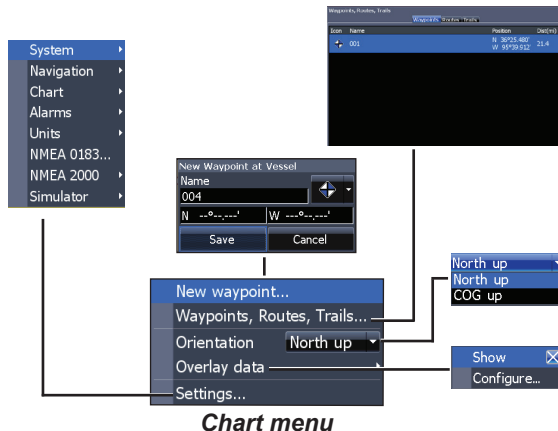 Waypoints, Routes, Trails
Waypoints Routes Trails
Icon Name Position Dist(mi)
001 N 36°25.480' W 95°39.912' 21.4
System
Navigation
Chart
Alarms
Units
NMEA 0183...
NMEA 2000
Simulator
New Waypoint at Vessel
Name
004
N --°--.---' W ---°--.---'
Save Cancel
North up
North up
COG up
New waypoint...
Waypoints, Routes, Trails...
Orientation North up
Overlay data
Settings...
Show
Configure...
Chart menu